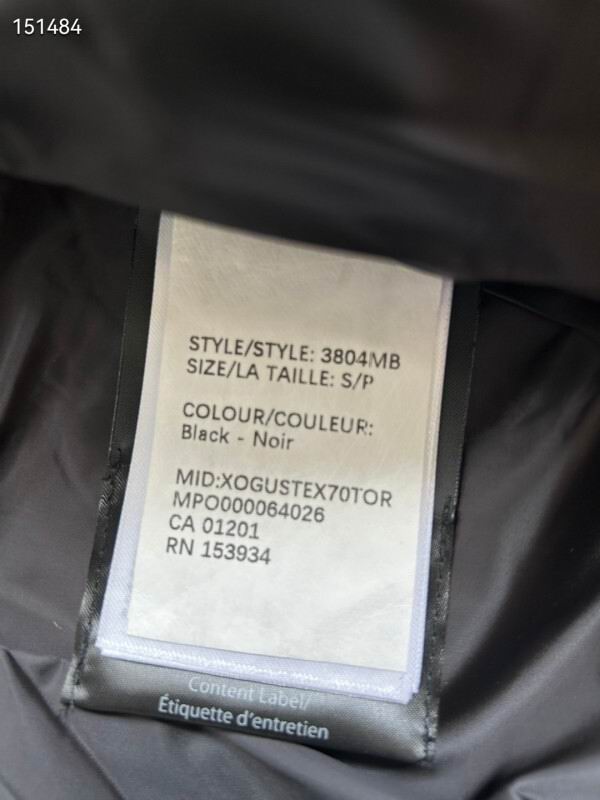 151484
STYLE/STYLE: 3804MB
SIZE/LA TAILLE: S/P
COLOUR/COULEUR:
Black - Noir
MID:XOGUSTEX70TOR
MPO000064026
CA 01201
RN 153934
Content Label/
Étiquette d'entretien